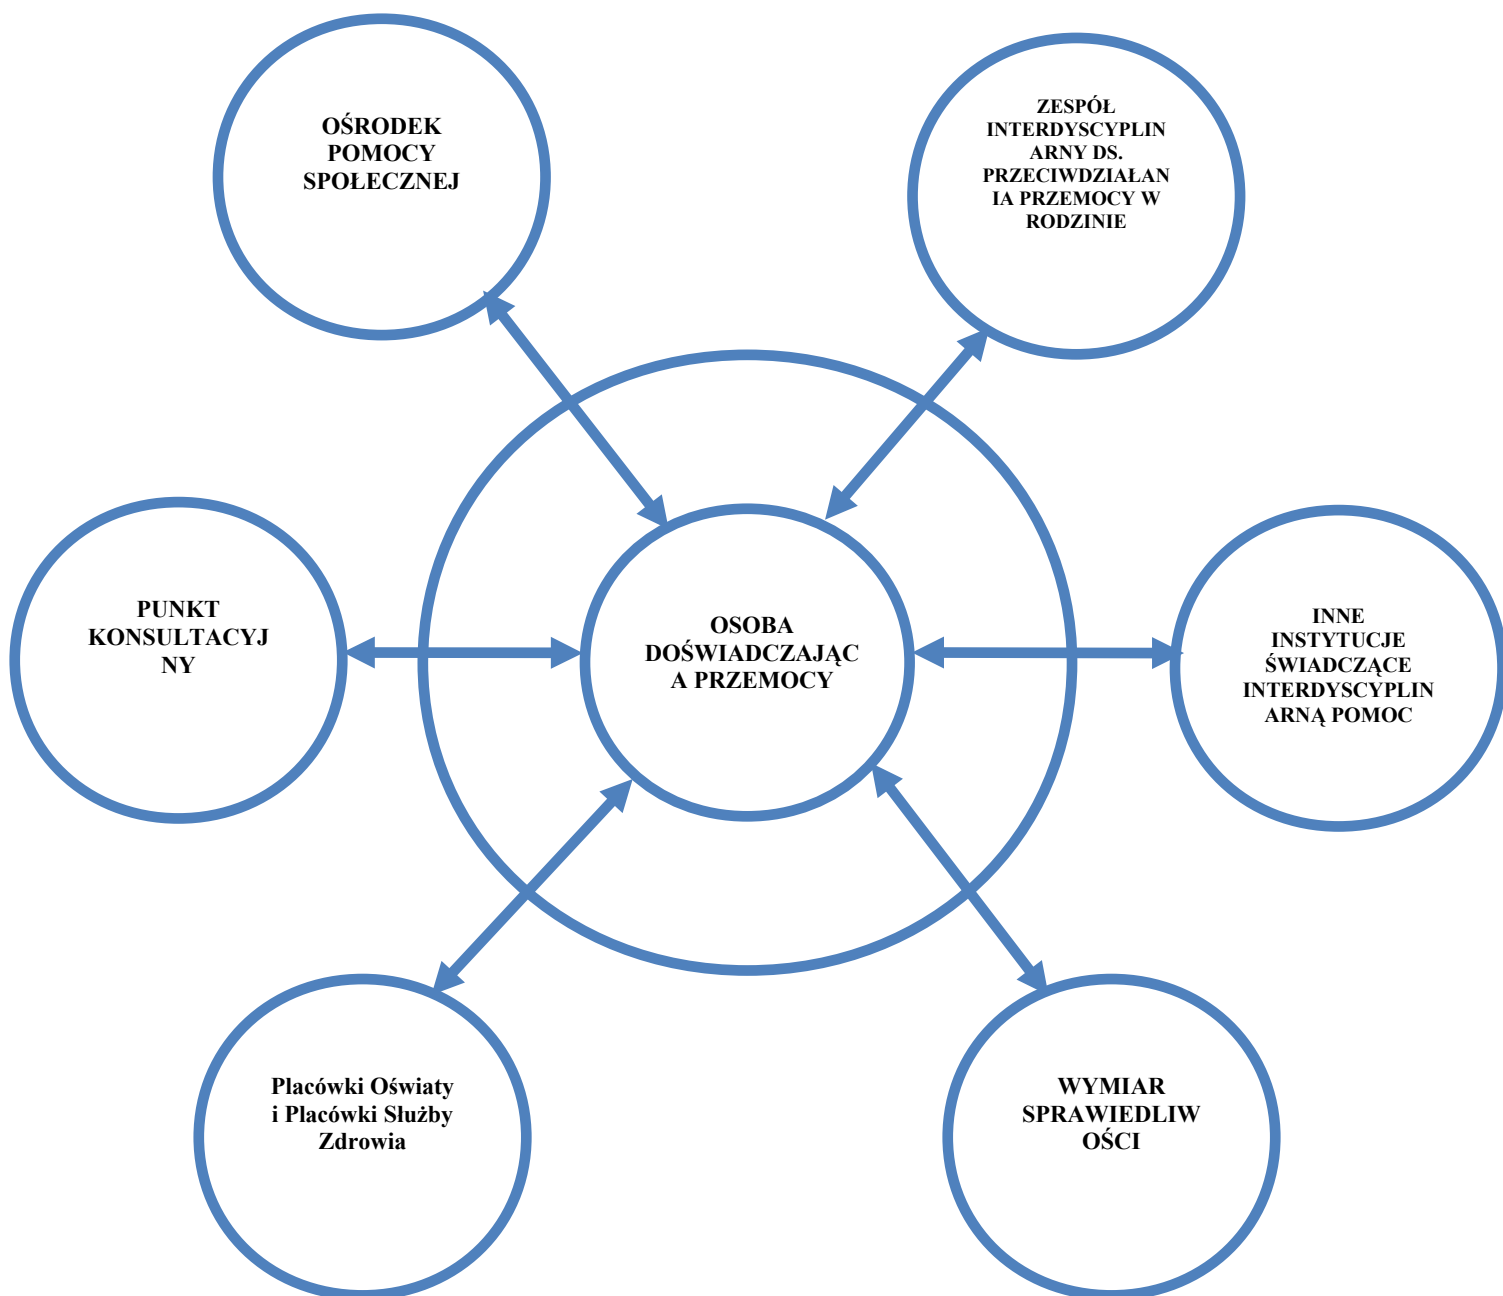 OŚRODEK
POMOCY
SPOŁECZNEJ
ZESPÓŁ
INTERDYSCYPLIN
ARNY DS.
PRZECIWDZIAŁAN
IA PRZEMOCY W
RODZINIE
PUNKT
KONSULTACYJ
NY
OSOBA
DOŚWIADCZAJĄC
A PRZEMOCY
INNE
INSTYTUCJE
ŚWIADCZĄCE
INTERDYSCYPLIN
ARNĄ POMOC
Placówki Oświaty
i Placówki Służby
Zdrowia
WYMIAR
SPRAWIEDLIW
OŚCI